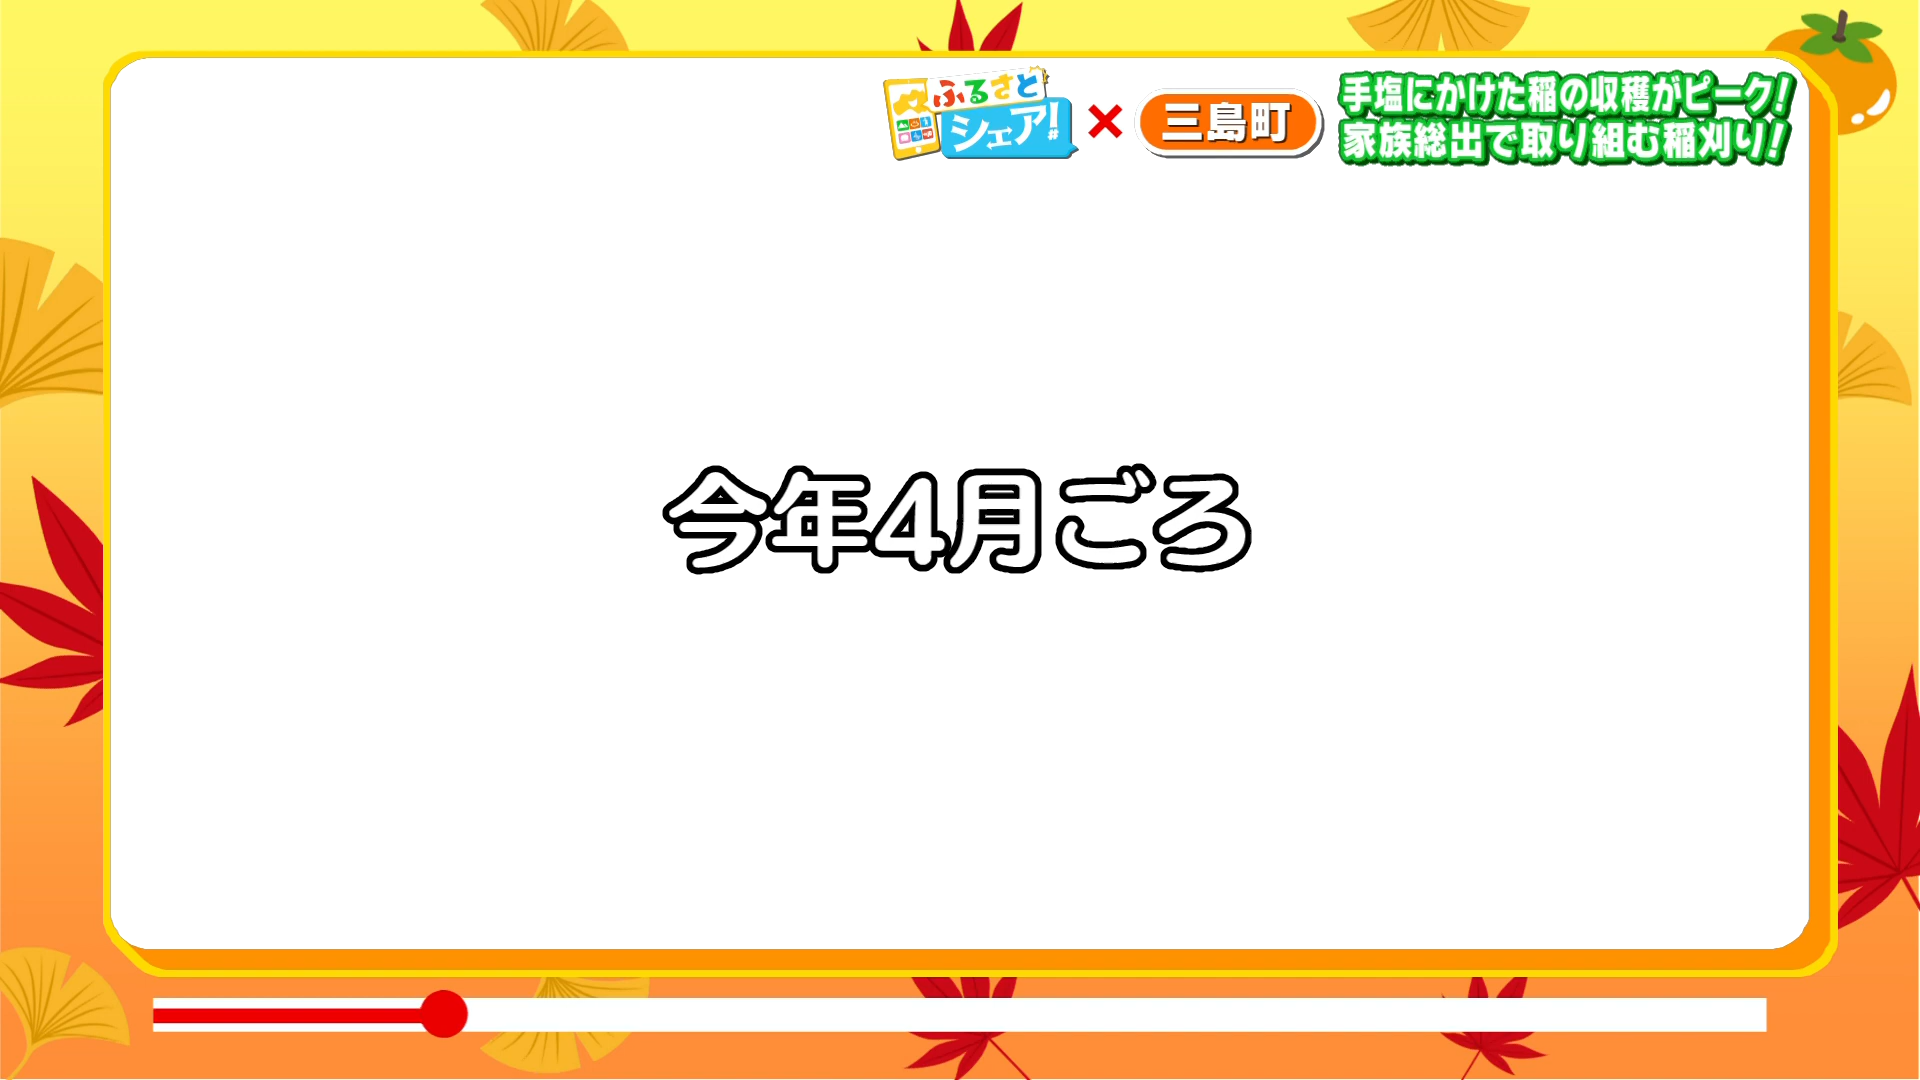 ふるさと
シェア!
×
三島町
手塩にかけた稲の収穫がピーク!
家族総出で取り組む稲刈り!
今年4月ごろ